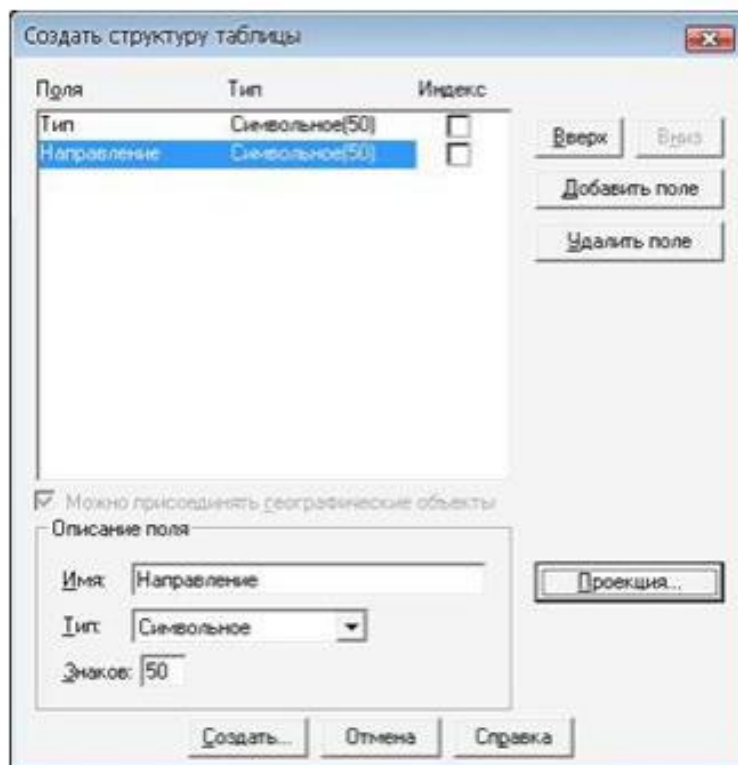 Создать структуру таблицы
Поля Тип Индекс
Тип Символьное(50)
Направление Символьное(50)
Вверх Вниз
Добавить поле
Удалить поле
Можно присоединять географические объекты
Описание поля
Имя: Направление
Проекция...
Тип: Символьное
Знаков: 50
Создать... Отмена Справка